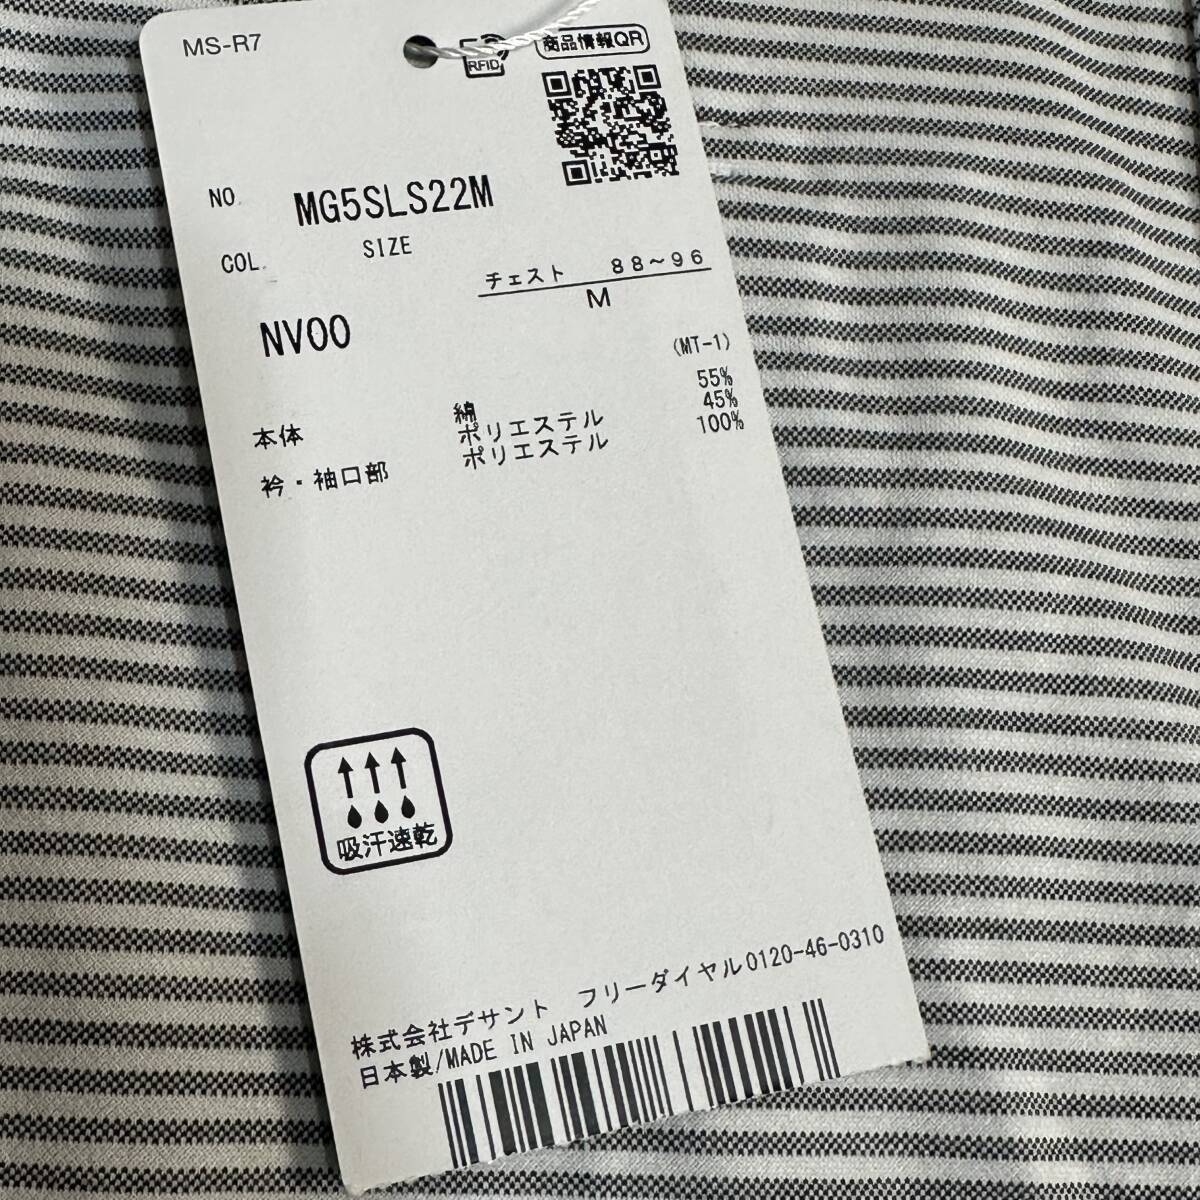 MS-R7
RFID
商品情報QR
NO. MG5SLS22M
COL. SIZE
チェスト 88~96
M
NV00
(MT-1)
本体 綿 55%
ポリエステル 45%
衿・袖口部 ポリエステル 100%
吸汗速乾
株式会社デサント フリーダイヤル0120-46-0310
日本製/MADE IN JAPAN